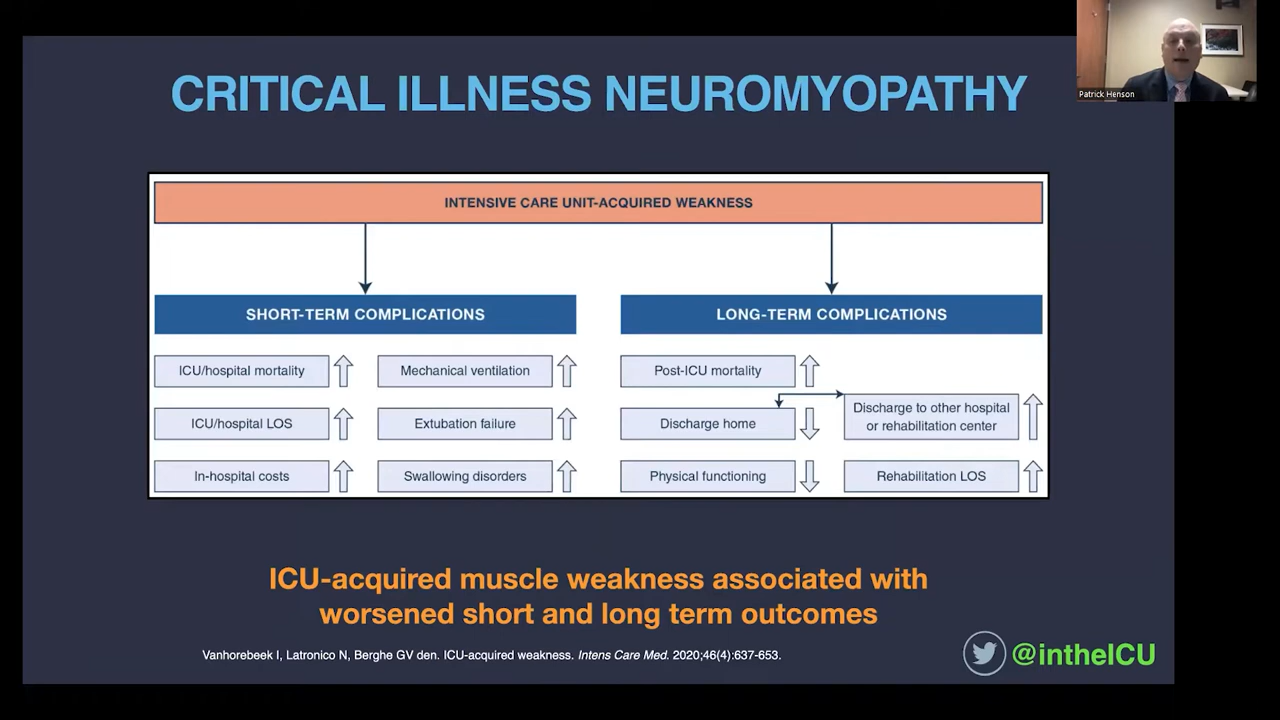 Patrick Henson
CRITICAL ILLNESS NEUROMYOPATHY
INTENSIVE CARE UNIT-ACQUIRED WEAKNESS
SHORT-TERM COMPLICATIONS
ICU/hospital mortality
Mechanical ventilation
ICU/hospital LOS
Extubation failure
In-hospital costs
Swallowing disorders
LONG-TERM COMPLICATIONS
Post-ICU mortality
Discharge home
Discharge to other hospital
or rehabilitation center
Physical functioning
Rehabilitation LOS
ICU-acquired muscle weakness associated with
worsened short and long term outcomes
Vanhorebeek I, Latronico N, Berghe GV den. ICU-acquired weakness. Intens Care Med. 2020;46(4):637-653.
@intheICU